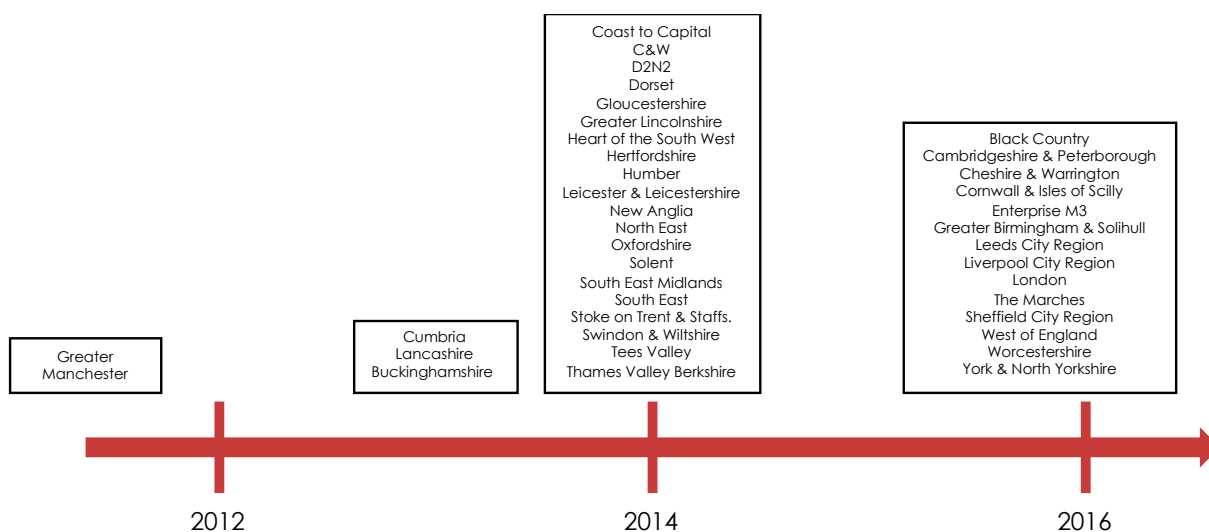 Greater
Manchester
Cumbria
Lancashire
Buckinghamshire
Coast to Capital
C&W
D2N2
Dorset
Gloucestershire
Greater Lincolnshire
Heart of the South West
Hertfordshire
Humber
Leicester & Leicestershire
New Anglia
North East
Oxfordshire
Solent
South East Midlands
South East
Stoke on Trent & Staffs.
Swindon & Wiltshire
Tees Valley
Thames Valley Berkshire
Black Country
Cambridgeshire & Peterborough
Cheshire & Warrington
Cornwall & Isles of Scilly
Enterprise M3
Greater Birmingham & Solihull
Leeds City Region
Liverpool City Region
London
The Marches
Sheffield City Region
West of England
Worcestershire
York & North Yorkshire
2012
2014
2016